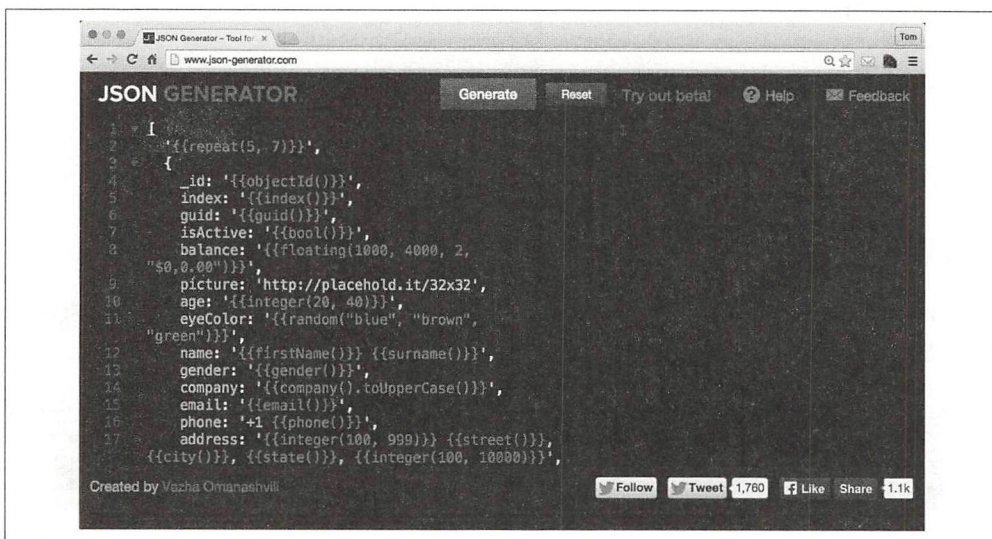 JSON Generator – Tool for
Tom
www.json-generator.com
JSON GENERATOR
Generate
Reset
Try out beta!
Help
Feedback
1 [
2 '{{repeat(5, 7)}}',
3 {
4 _id: '{{objectId()}}',
5 index: '{{index()}}',
6 guid: '{{guid()}}',
7 isActive: '{{bool()}}',
8 balance: '{{floating(1000, 4000, 2,
"$0,0.00")}}',
9 picture: 'http://placehold.it/32x32',
10 age: '{{integer(20, 40)}}',
11 eyeColor: '{{random("blue", "brown",
"green")}}',
12 name: '{{firstName()}} {{surname()}}',
13 gender: '{{gender()}}',
14 company: '{{company().toUpperCase()}}',
15 email: '{{email()}}',
16 phone: '+1 {{phone()}}',
17 address: '{{integer(100, 999)}} {{street()}},
{{city()}}, {{state()}}, {{integer(100, 10000)}}',
Created by Vazha Omanashvili
Follow
Tweet
1,760
Like
Share
1.1k